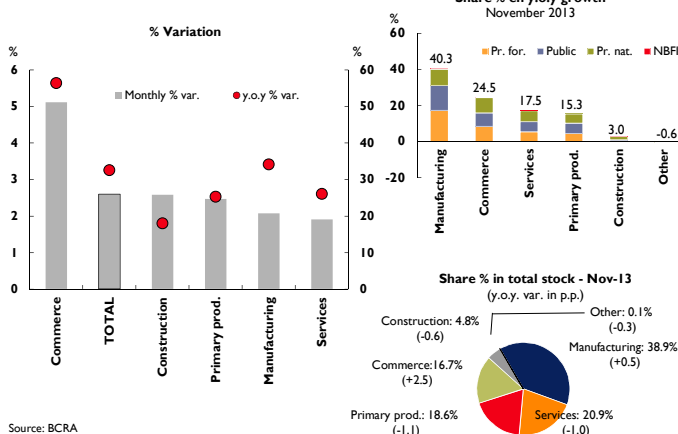 % Variation
%
%
6
5
4
3
2
1
0
60
50
40
30
20
10
0
Monthly % var.
y.o.y % var.
Commerce
TOTAL
Construction
Primary prod.
Manufacturing
Services
November 2013
%
60
40
20
0
-20
Pr. for.
Public
Pr. nat.
40.3
24.5
17.5
15.3
3.0
-0.6
Manufacturing
Commerce
Services
Primary prod.
Construction
Other
Share % in total stock - Nov-13
(y.o.y. var. in p.p.)
Other: 0.1%
(-0.3)
Construction: 4.8%
(-0.6)
Manufacturing: 38.9%
(+0.5)
Commerce:16.7%
(+2.5)
Primary prod.: 18.6%
(-1.1)
Services: 20.9%
(-1.0)
Source: BCRA